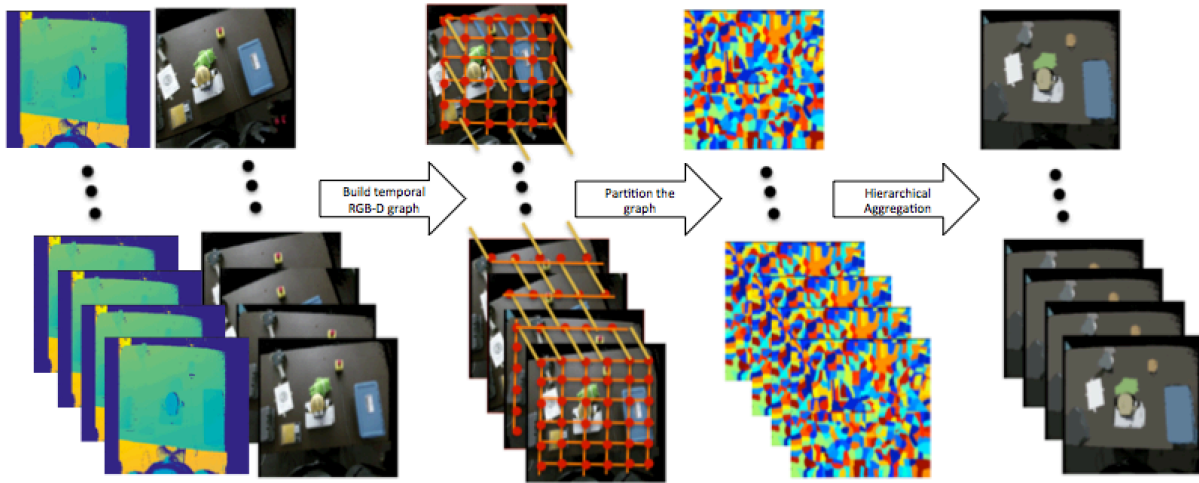 Build temporal
RGB-D graph
Partition the
graph
Hierarchical
Aggregation